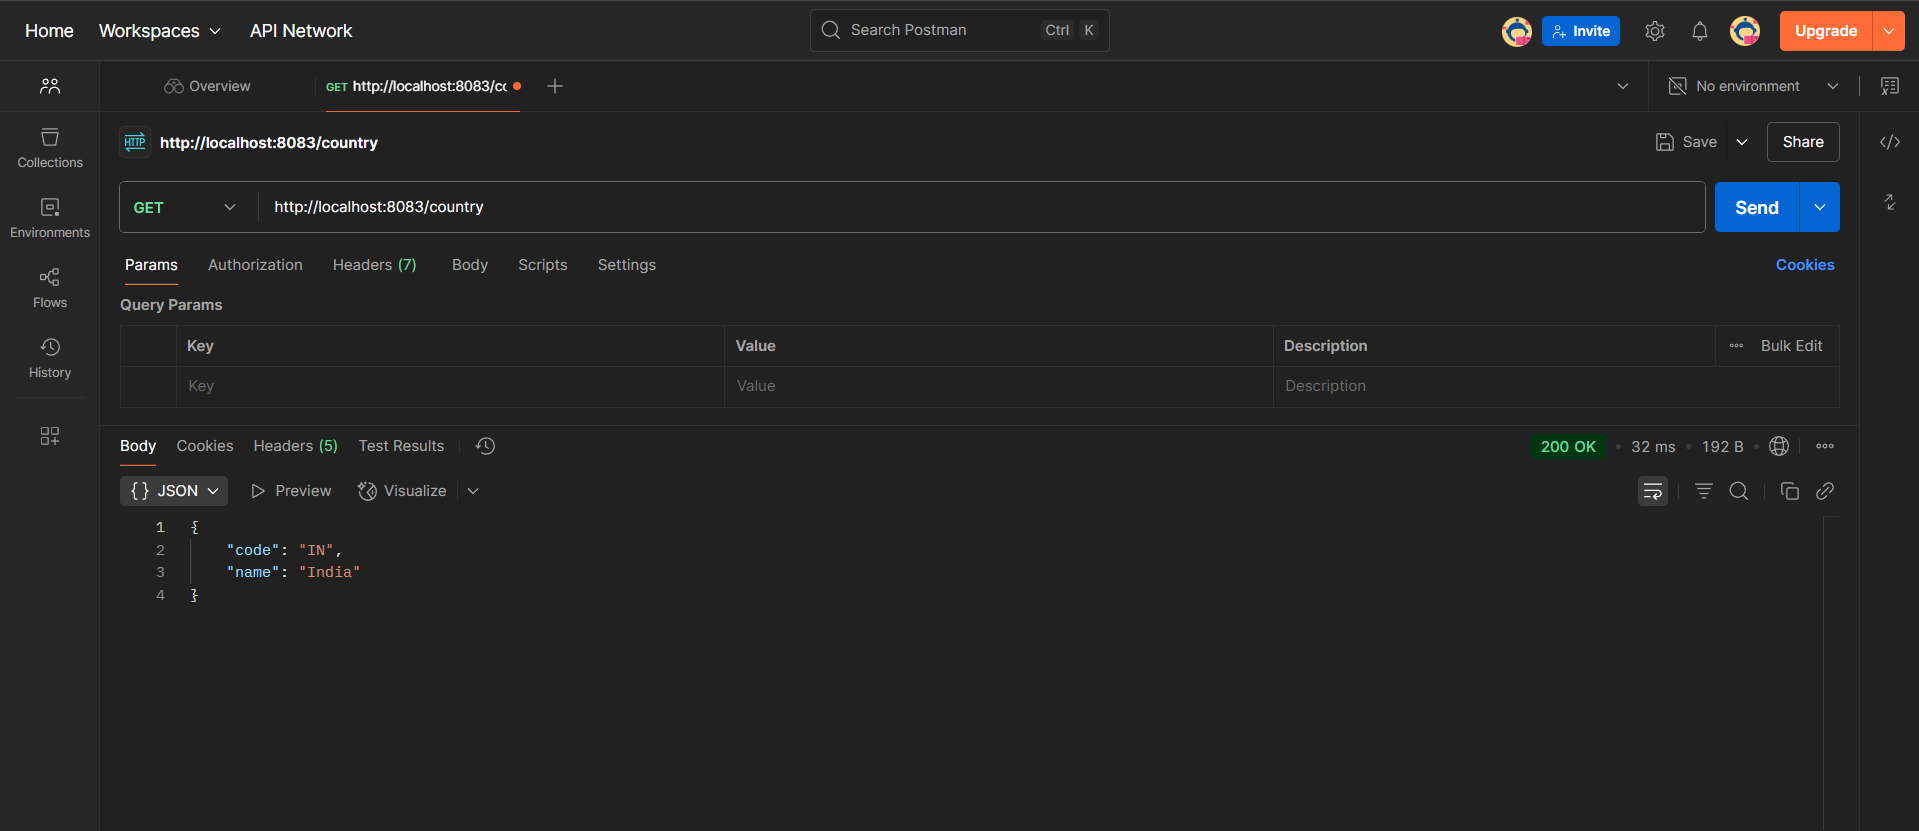 Home Workspaces API Network Search Postman Ctrl K Invite Upgrade
Overview GET http://localhost:8083/cc No environment
HTTP http://localhost:8083/country Save Share
Collections
GET http://localhost:8083/country Send
Environments
Params Authorization Headers (7) Body Scripts Settings Cookies
Flows
Query Params
Key Value Description Bulk Edit
History
Key Value Description
Body Cookies Headers (5) Test Results 200 OK 32 ms 192 B
{} JSON Preview Visualize
1 {
2 "code": "IN",
3 "name": "India"
4 }